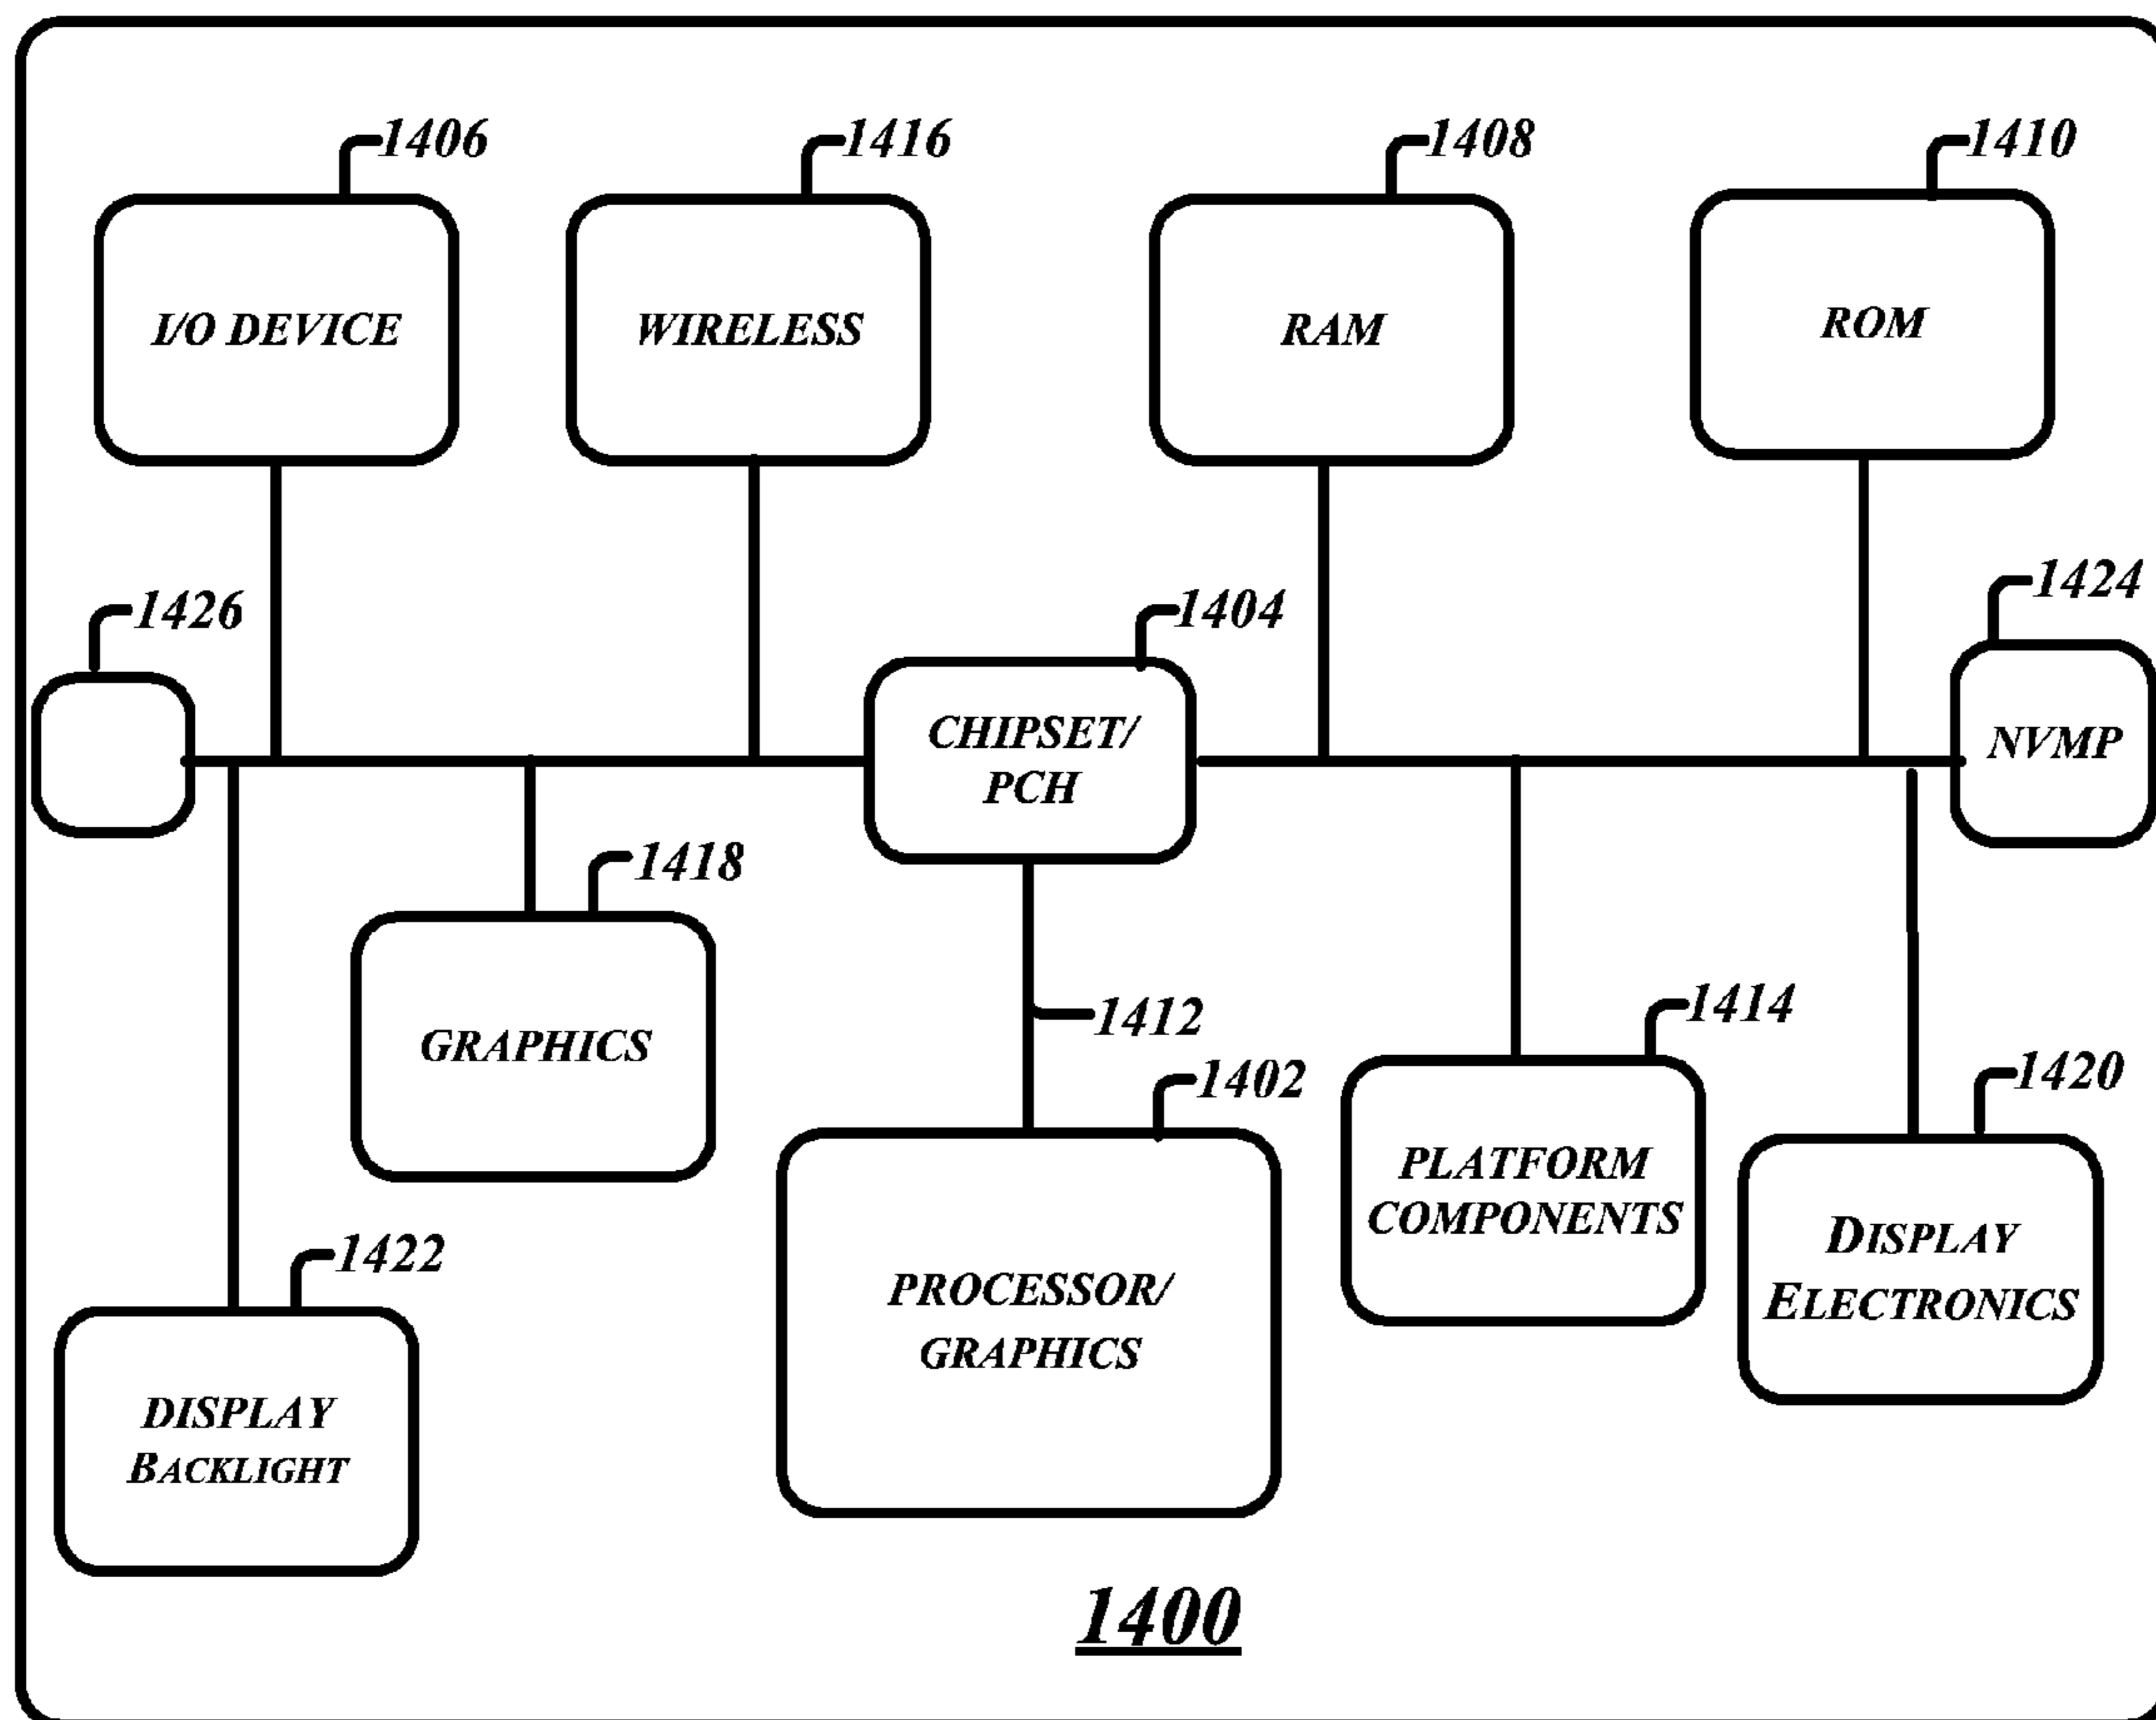 1406
1416
1408
1410
I/O DEVICE
WIRELESS
RAM
ROM
1426
1404
1424
CHIPSET/
PCH
NVMP
1418
GRAPHICS
1412
1402
1414
1420
PLATFORM
COMPONENTS
DISPLAY
ELECTRONICS
1422
PROCESSOR/
GRAPHICS
DISPLAY
BACKLIGHT
1400